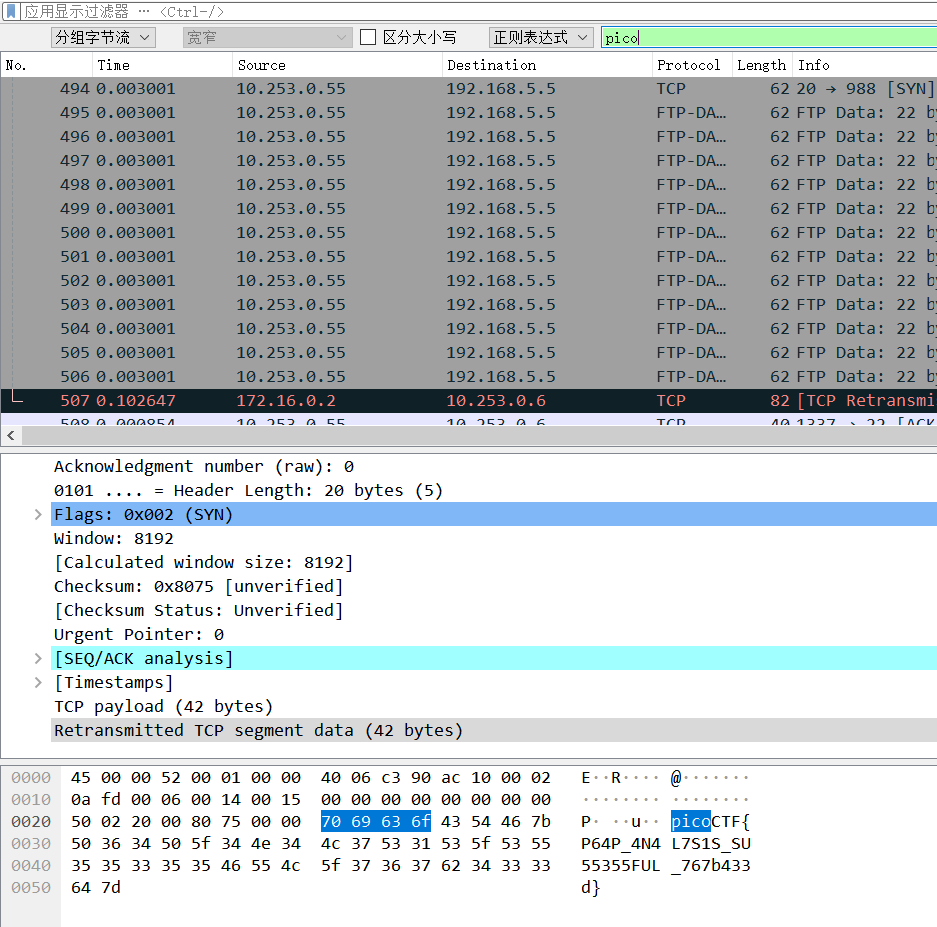 应用显示过滤器 … <Ctrl-/>
分组字节流 宽窄 区分大小写 正则表达式 pico
No. Time Source Destination Protocol Length Info
494 0.003001 10.253.0.55 192.168.5.5 TCP 62 20 → 988 [SYN]
495 0.003001 10.253.0.55 192.168.5.5 FTP-DA… 62 FTP Data: 22 by
496 0.003001 10.253.0.55 192.168.5.5 FTP-DA… 62 FTP Data: 22 by
497 0.003001 10.253.0.55 192.168.5.5 FTP-DA… 62 FTP Data: 22 by
498 0.003001 10.253.0.55 192.168.5.5 FTP-DA… 62 FTP Data: 22 by
499 0.003001 10.253.0.55 192.168.5.5 FTP-DA… 62 FTP Data: 22 by
500 0.003001 10.253.0.55 192.168.5.5 FTP-DA… 62 FTP Data: 22 by
501 0.003001 10.253.0.55 192.168.5.5 FTP-DA… 62 FTP Data: 22 by
502 0.003001 10.253.0.55 192.168.5.5 FTP-DA… 62 FTP Data: 22 by
503 0.003001 10.253.0.55 192.168.5.5 FTP-DA… 62 FTP Data: 22 by
504 0.003001 10.253.0.55 192.168.5.5 FTP-DA… 62 FTP Data: 22 by
505 0.003001 10.253.0.55 192.168.5.5 FTP-DA… 62 FTP Data: 22 by
506 0.003001 10.253.0.55 192.168.5.5 FTP-DA… 62 FTP Data: 22 by
507 0.102647 172.16.0.2 10.253.0.6 TCP 82 [TCP Retransmi
508 0.000854 10.253.0.55 10.253.0.6 TCP 40 1337 → 22 [ACK
Acknowledgment number (raw): 0
0101 .... = Header Length: 20 bytes (5)
Flags: 0x002 (SYN)
Window: 8192
[Calculated window size: 8192]
Checksum: 0x8075 [unverified]
[Checksum Status: Unverified]
Urgent Pointer: 0
[SEQ/ACK analysis]
[Timestamps]
TCP payload (42 bytes)
Retransmitted TCP segment data (42 bytes)
0000 45 00 00 52 00 01 00 00 40 06 c3 90 ac 10 00 02 E··R···· @·······
0010 0a fd 00 06 00 14 00 15 00 00 00 00 00 00 00 00 ········ ········
0020 50 02 20 00 80 75 00 00 70 69 63 6f 43 54 46 7b P· ··u·· picoCTF{
0030 50 36 34 50 5f 34 4e 34 4c 37 53 31 53 5f 53 55 P64P_4N4 L7S1S_SU
0040 35 35 33 35 35 46 55 4c 5f 37 36 37 62 34 33 33 55355FUL _767b433
0050 64 7d d}